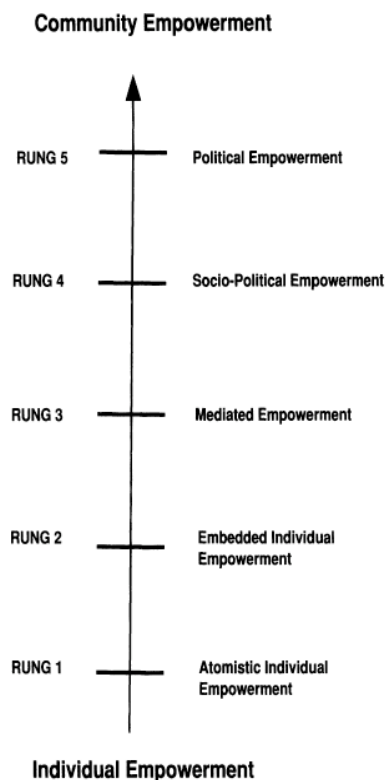 Community Empowerment
RUNG 5 Political Empowerment
RUNG 4 Socio-Political Empowerment
RUNG 3 Mediated Empowerment
RUNG 2 Embedded Individual
Empowerment
RUNG 1 Atomistic Individual
Empowerment
Individual Empowerment